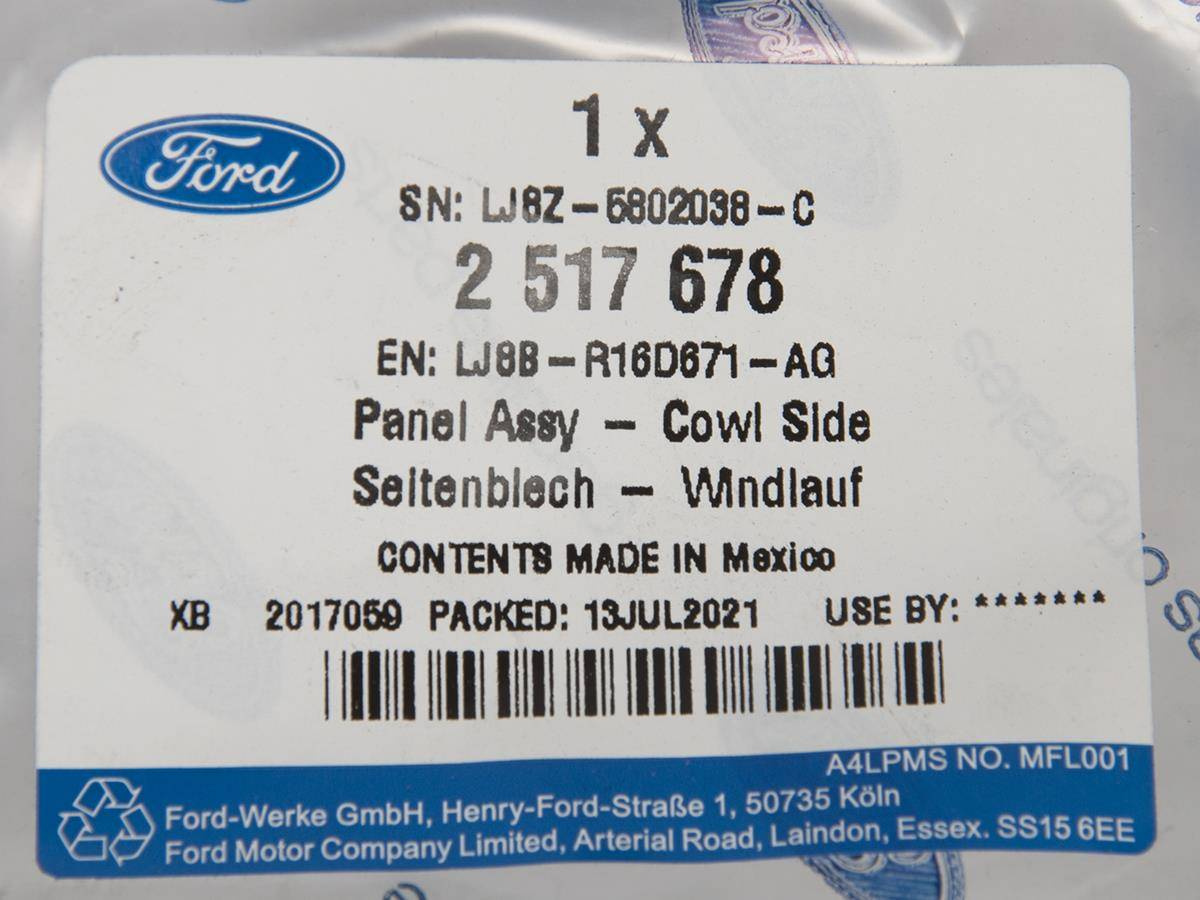 Ford
1 x
SN: LJ8Z-5802038-C
2 517 678
EN: LJ8B-R16D671-AG
Panel Assy - Cowl Side
Seitenblech - Windlauf
CONTENTS MADE IN Mexico
XB 2017059 PACKED: 13JUL2021 USE BY: *******
A4LPMS NO. MFL001
Ford-Werke GmbH, Henry-Ford-Straße 1, 50735 Köln
Ford Motor Company Limited, Arterial Road, Laindon, Essex. SS15 6EE